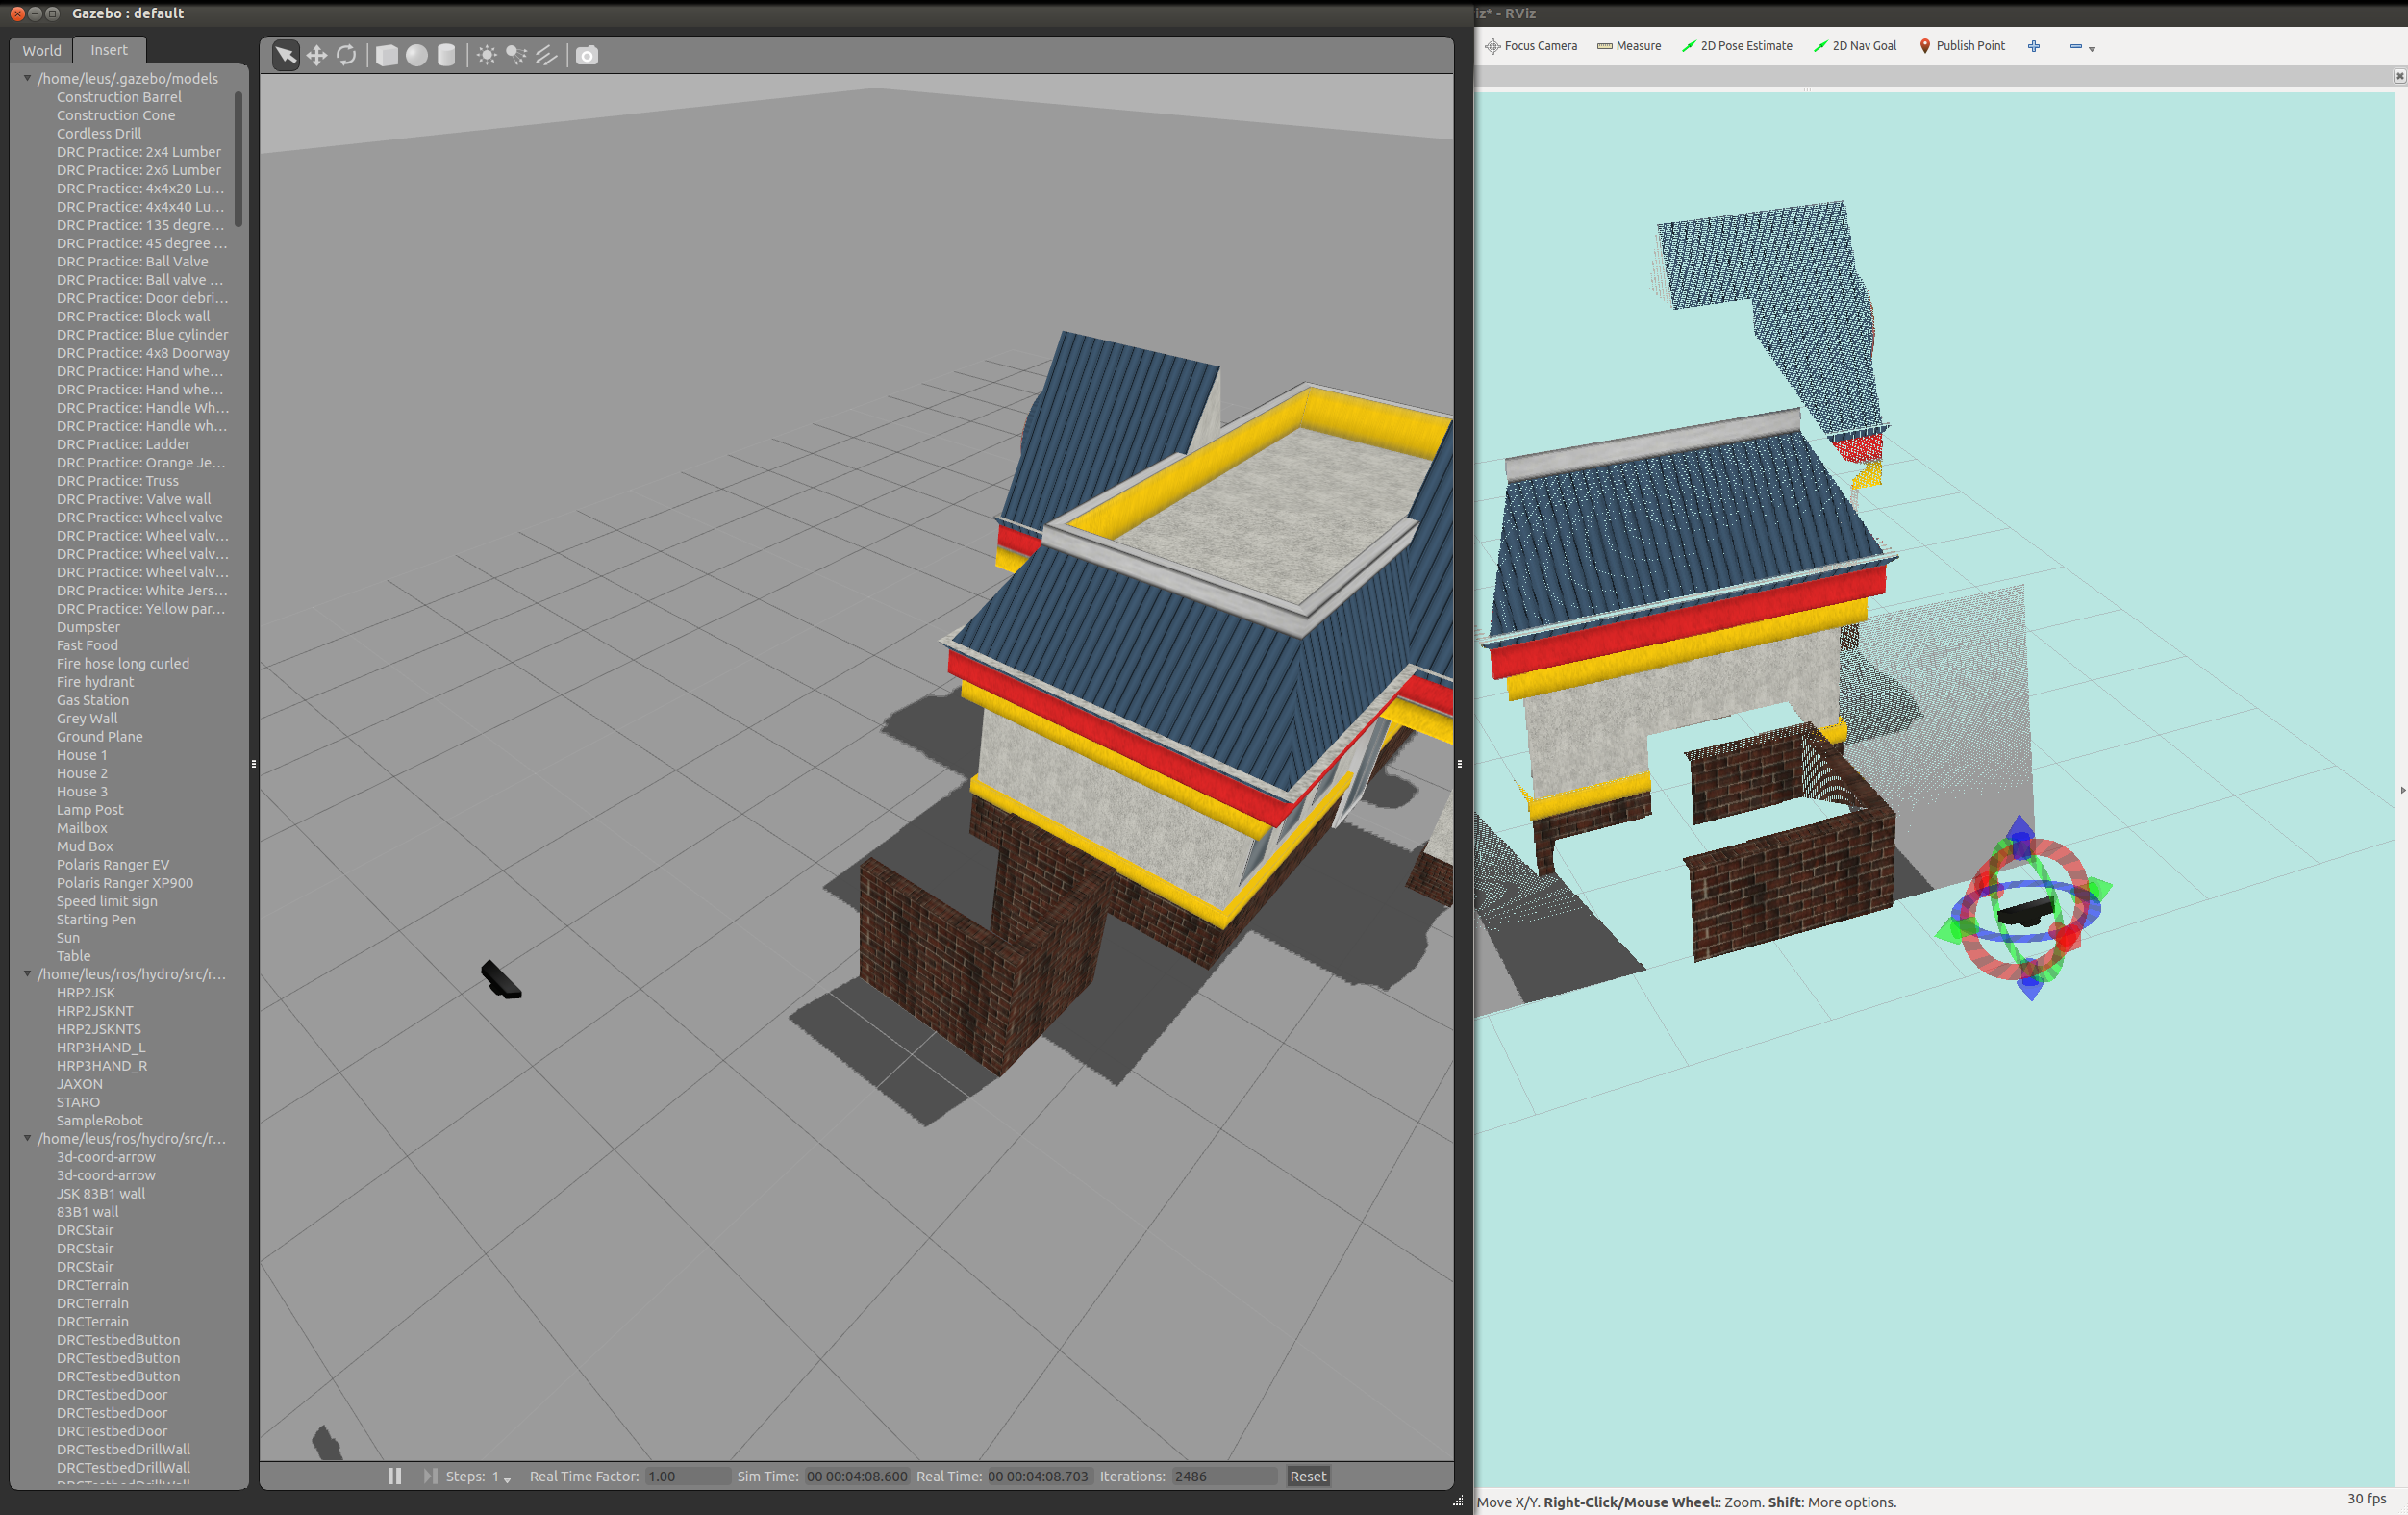 Gazebo : default
iz* - RViz
World Insert
Focus Camera Measure 2D Pose Estimate 2D Nav Goal Publish Point
/home/leus/.gazebo/models
Construction Barrel
Construction Cone
Cordless Drill
DRC Practice: 2x4 Lumber
DRC Practice: 2x6 Lumber
DRC Practice: 4x4x20 Lu...
DRC Practice: 4x4x40 Lu...
DRC Practice: 135 degre...
DRC Practice: 45 degree ...
DRC Practice: Ball Valve
DRC Practice: Ball valve ...
DRC Practice: Door debri...
DRC Practice: Block wall
DRC Practice: Blue cylinder
DRC Practice: 4x8 Doorway
DRC Practice: Hand whe...
DRC Practice: Hand whe...
DRC Practice: Handle Wh...
DRC Practice: Handle wh...
DRC Practice: Ladder
DRC Practice: Orange Je...
DRC Practice: Truss
DRC Practive: Valve wall
DRC Practice: Wheel valve
DRC Practice: Wheel valv...
DRC Practice: Wheel valv...
DRC Practice: Wheel valv...
DRC Practice: White Jers...
DRC Practice: Yellow par...
Dumpster
Fast Food
Fire hose long curled
Fire hydrant
Gas Station
Grey Wall
Ground Plane
House 1
House 2
House 3
Lamp Post
Mailbox
Mud Box
Polaris Ranger EV
Polaris Ranger XP900
Speed limit sign
Starting Pen
Sun
Table
/home/leus/ros/hydro/src/r...
HRP2JSK
HRP2JSKNT
HRP2JSKNTS
HRP3HAND_L
HRP3HAND_R
JAXON
STARO
SampleRobot
/home/leus/ros/hydro/src/r...
3d-coord-arrow
3d-coord-arrow
JSK 83B1 wall
83B1 wall
DRCStair
DRCStair
DRCStair
DRCTerrain
DRCTerrain
DRCTerrain
DRCTestbedButton
DRCTestbedButton
DRCTestbedButton
DRCTestbedDoor
DRCTestbedDoor
DRCTestbedDoor
DRCTestbedDrillWall
DRCTestbedDrillWall
Steps: 1 Real Time Factor: 1.00 Sim Time: 00 00:04:08.600 Real Time: 00 00:04:08.703 Iterations: 2486 Reset
Move X/Y. Right-Click/Mouse Wheel:: Zoom. Shift: More options. 30 fps